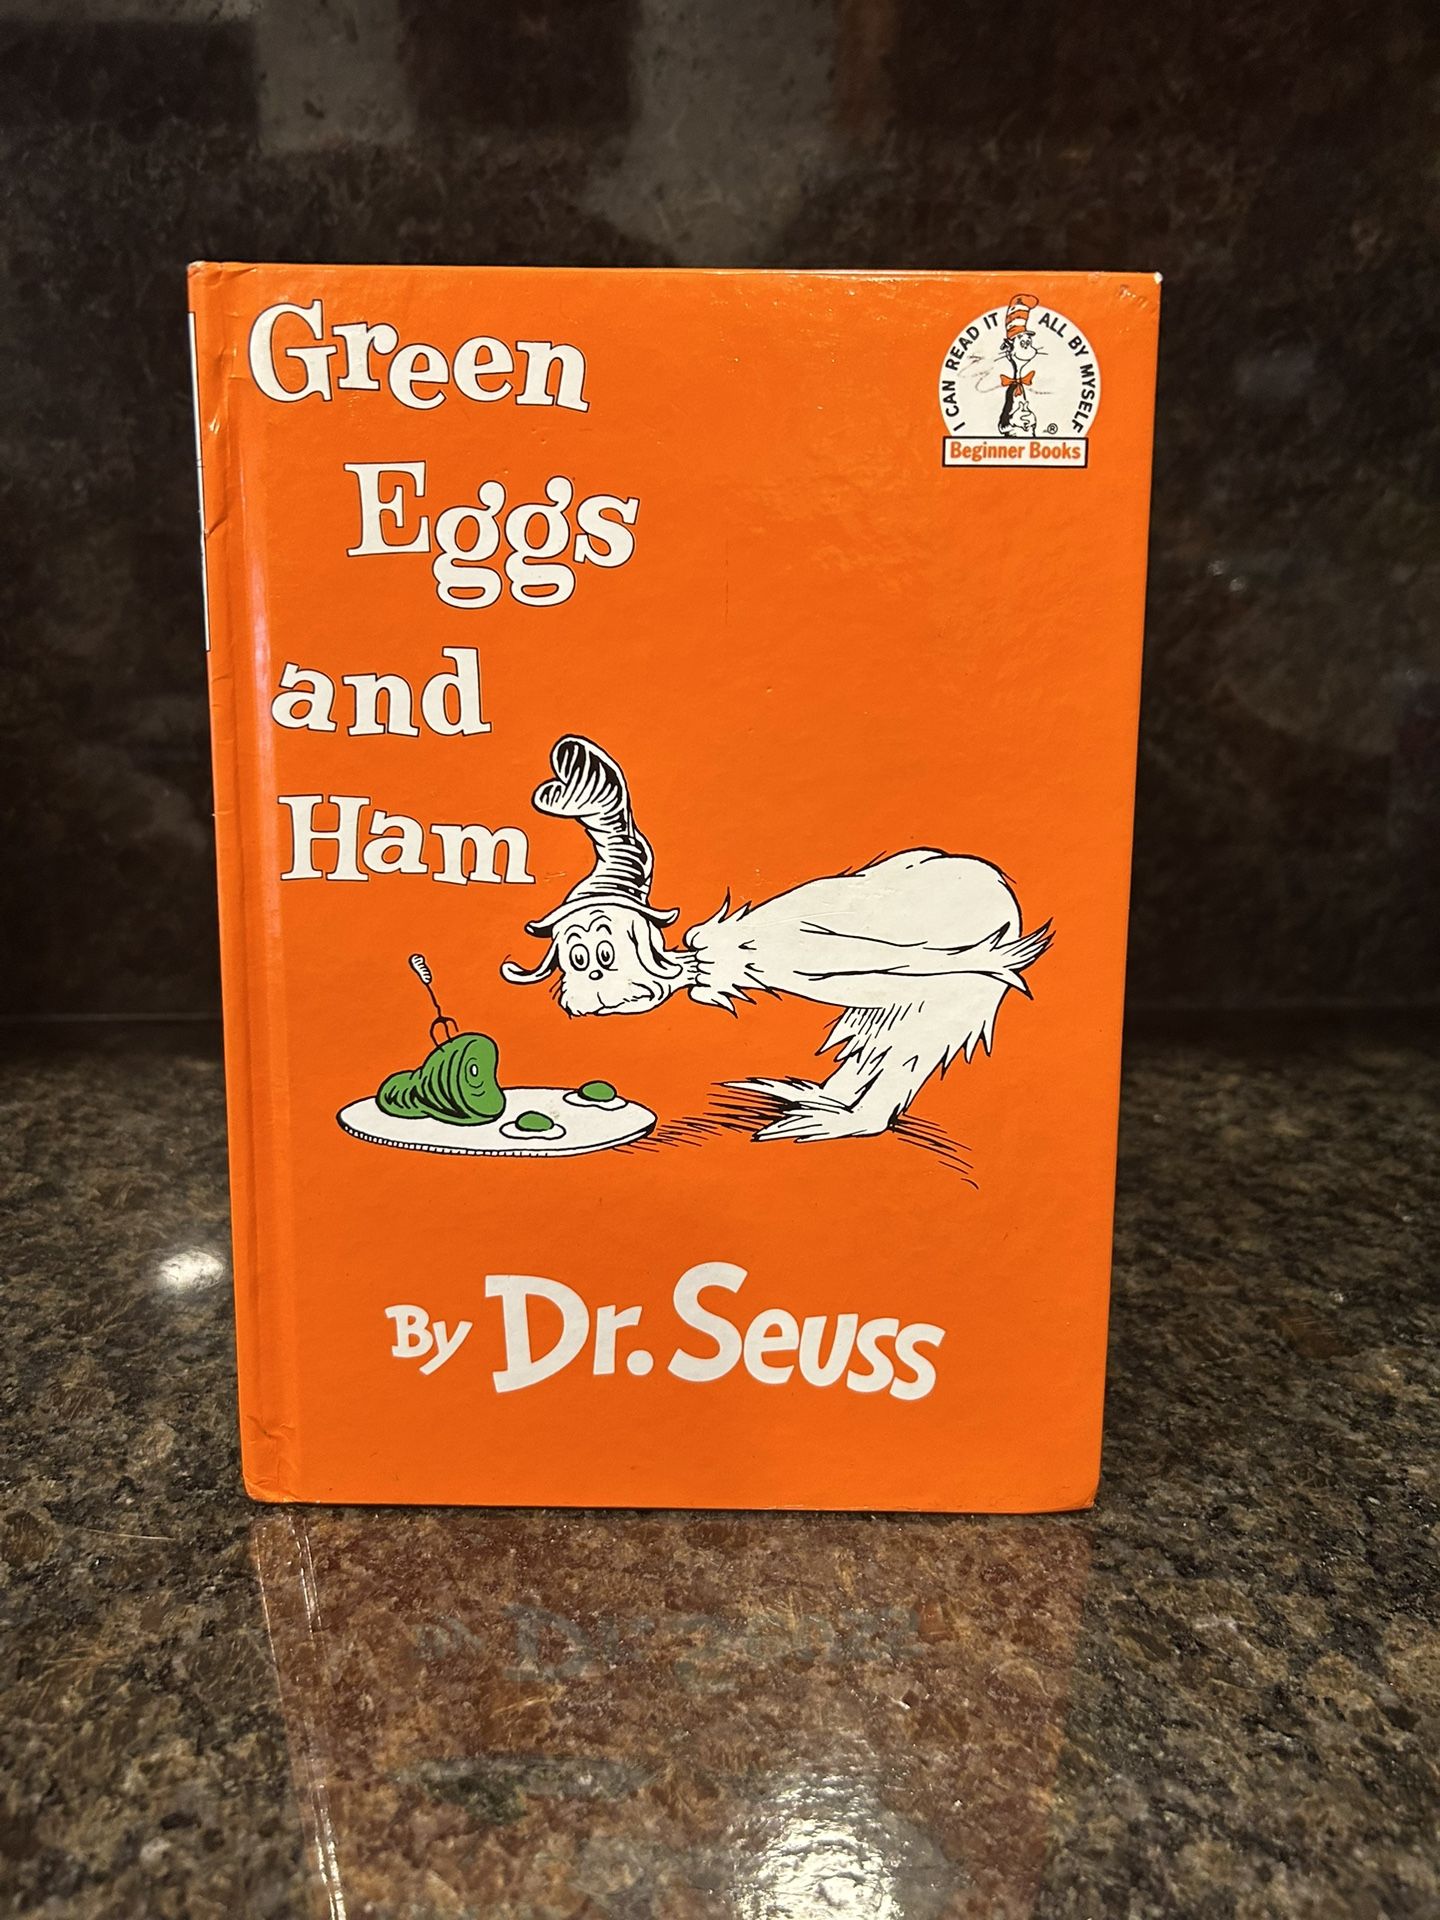 Green
Eggs
and
Ham
I CAN READ IT ALL BY MYSELF
®
Beginner Books
By Dr. Seuss